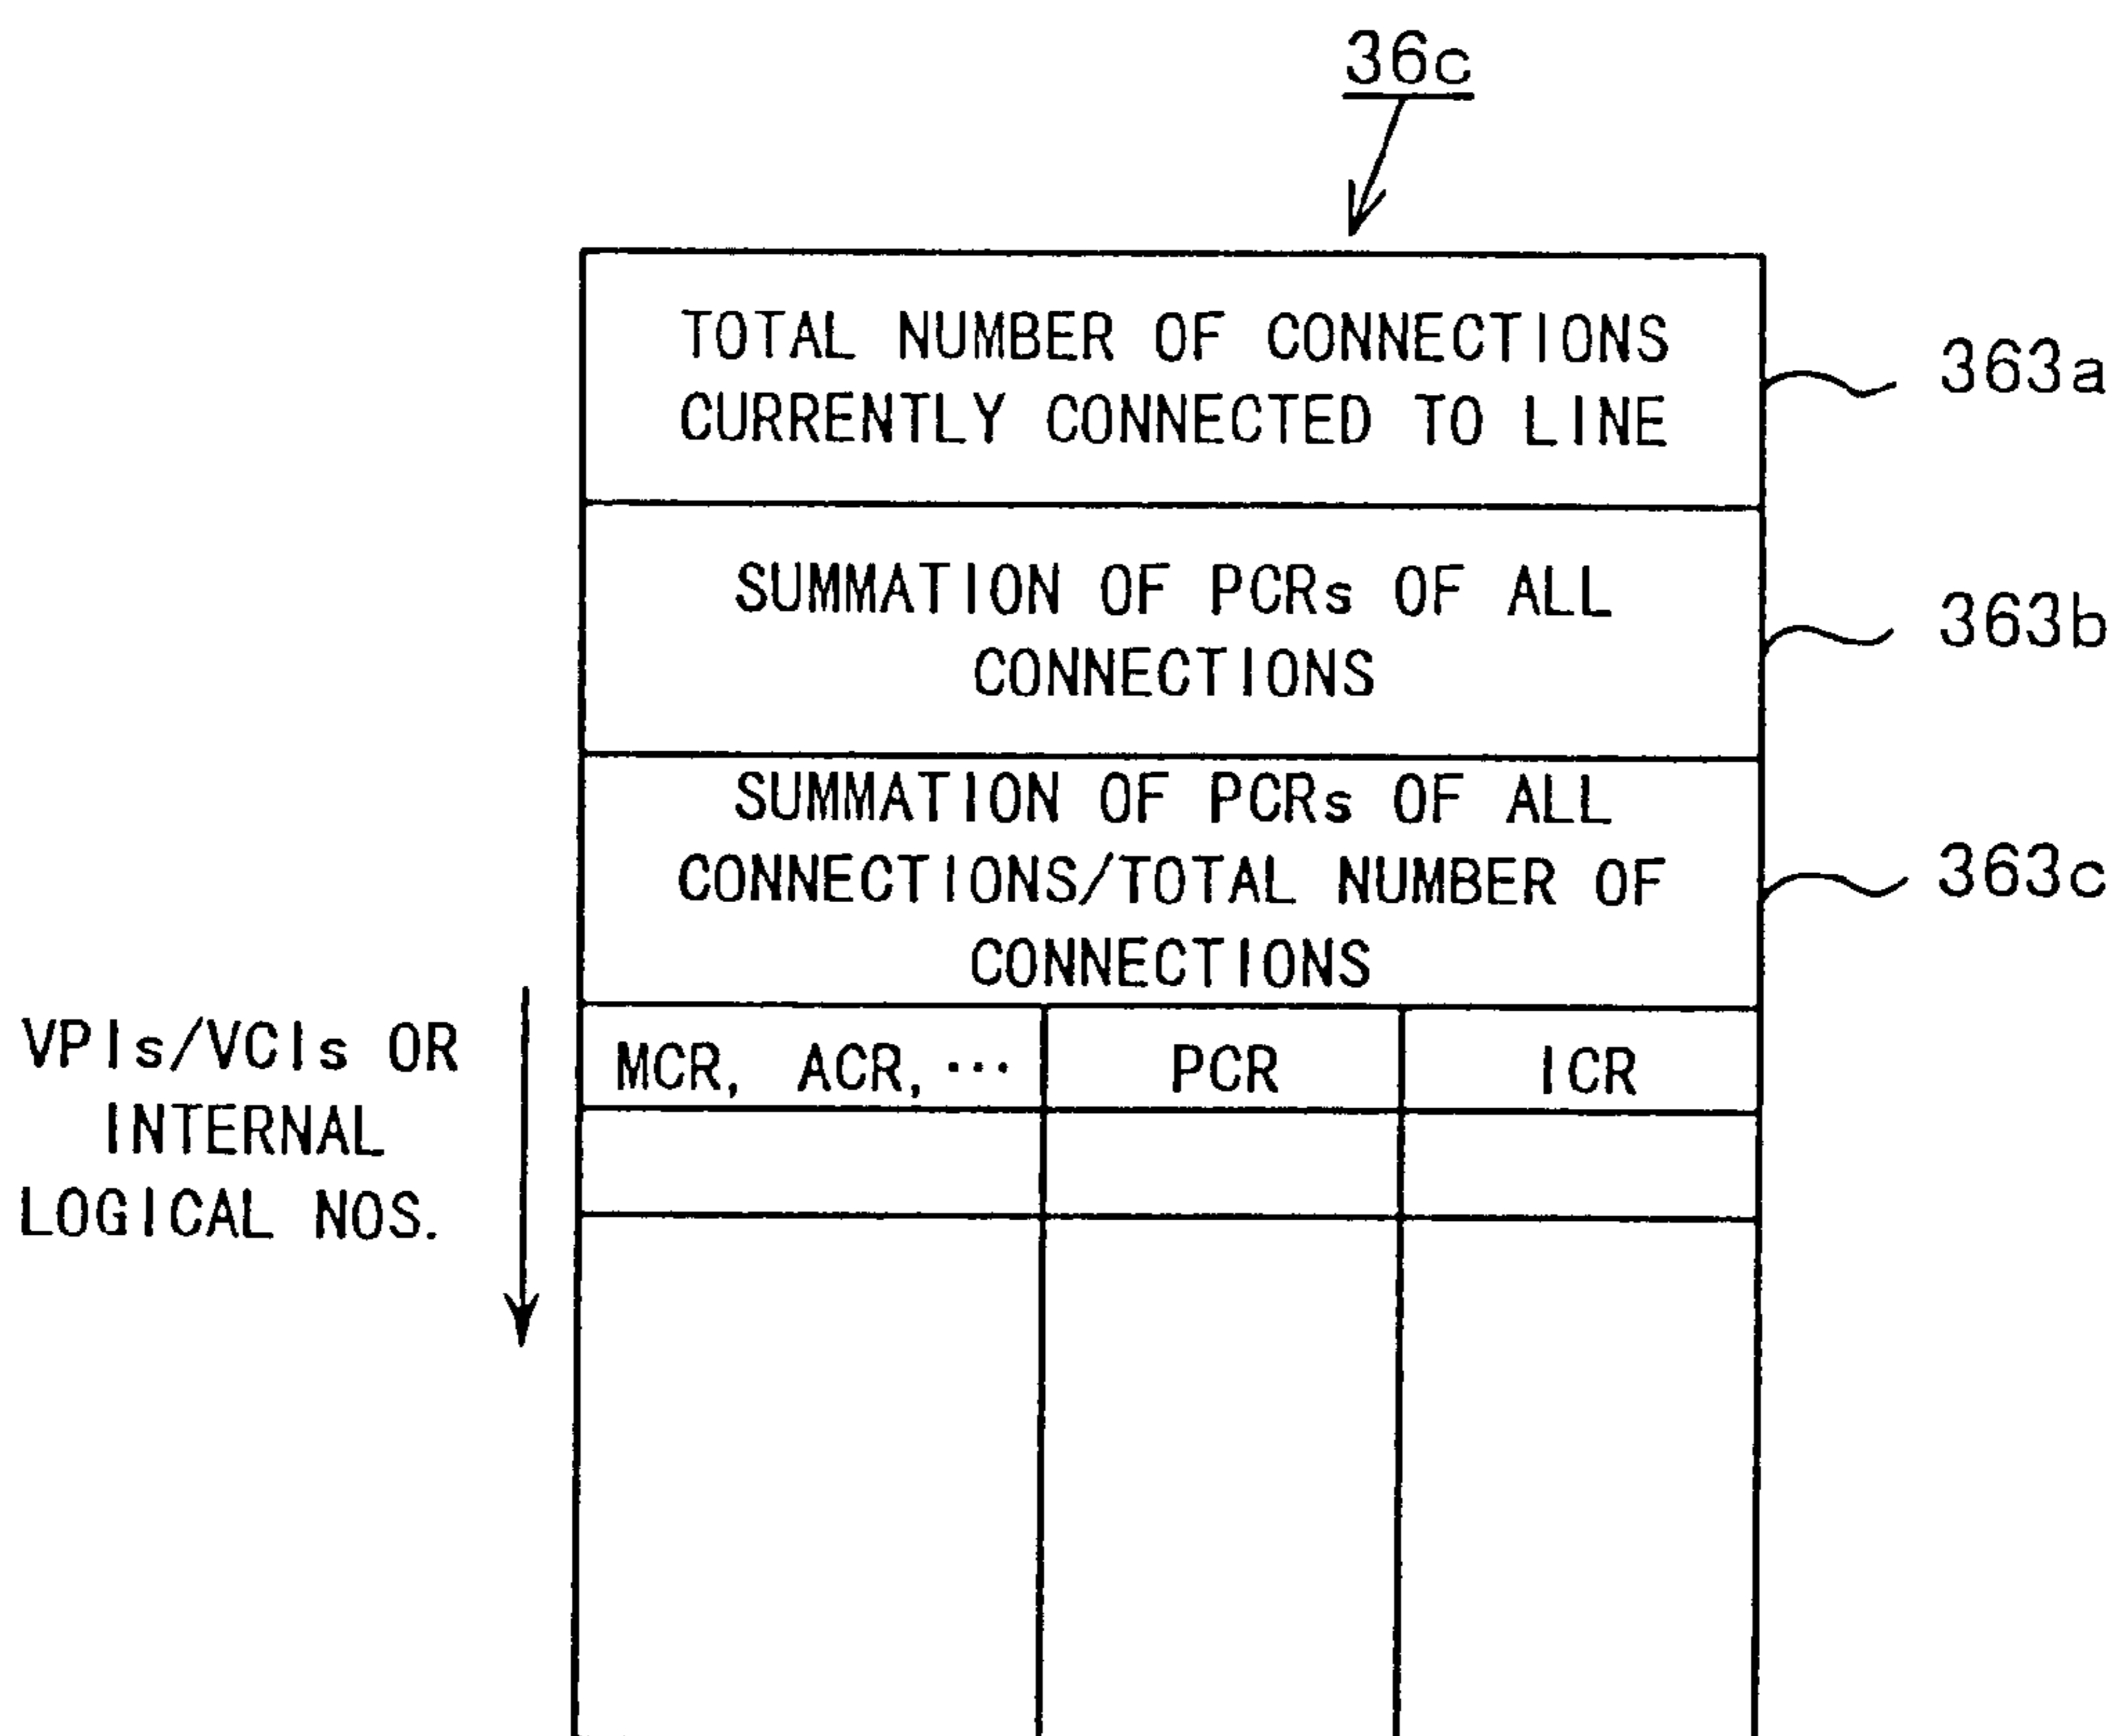 36c
TOTAL NUMBER OF CONNECTIONS
CURRENTLY CONNECTED TO LINE
363a
SUMMATION OF PCRs OF ALL
CONNECTIONS
363b
SUMMATION OF PCRs OF ALL
CONNECTIONS/TOTAL NUMBER OF
CONNECTIONS
363c
VPIs/VCIs OR
INTERNAL
LOGICAL NOS.
MCR, ACR, ...
PCR
ICR